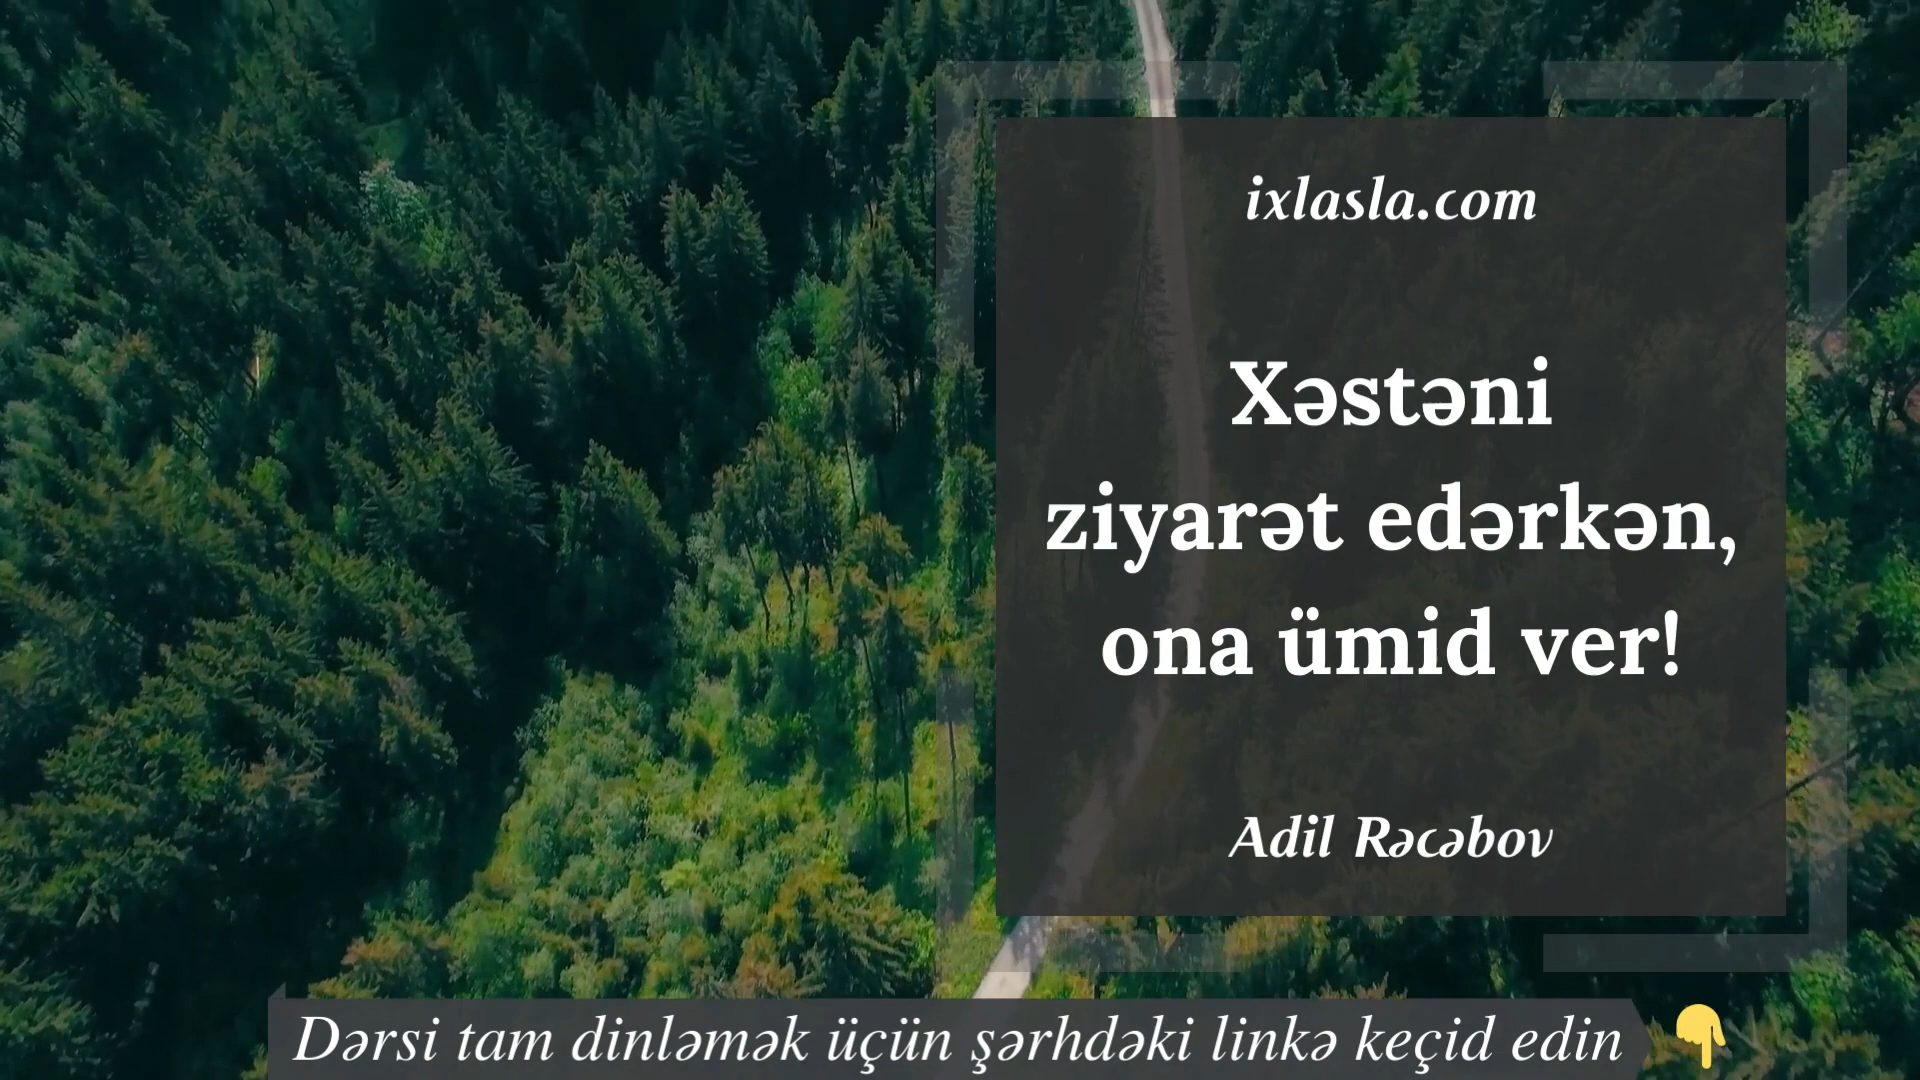 ixlasla.com
Xəstəni
ziyarət edərkən,
ona ümid ver!
Adil Rəcəbov
Dərsi tam dinləmək üçün şərhdəki linkə keçid edin